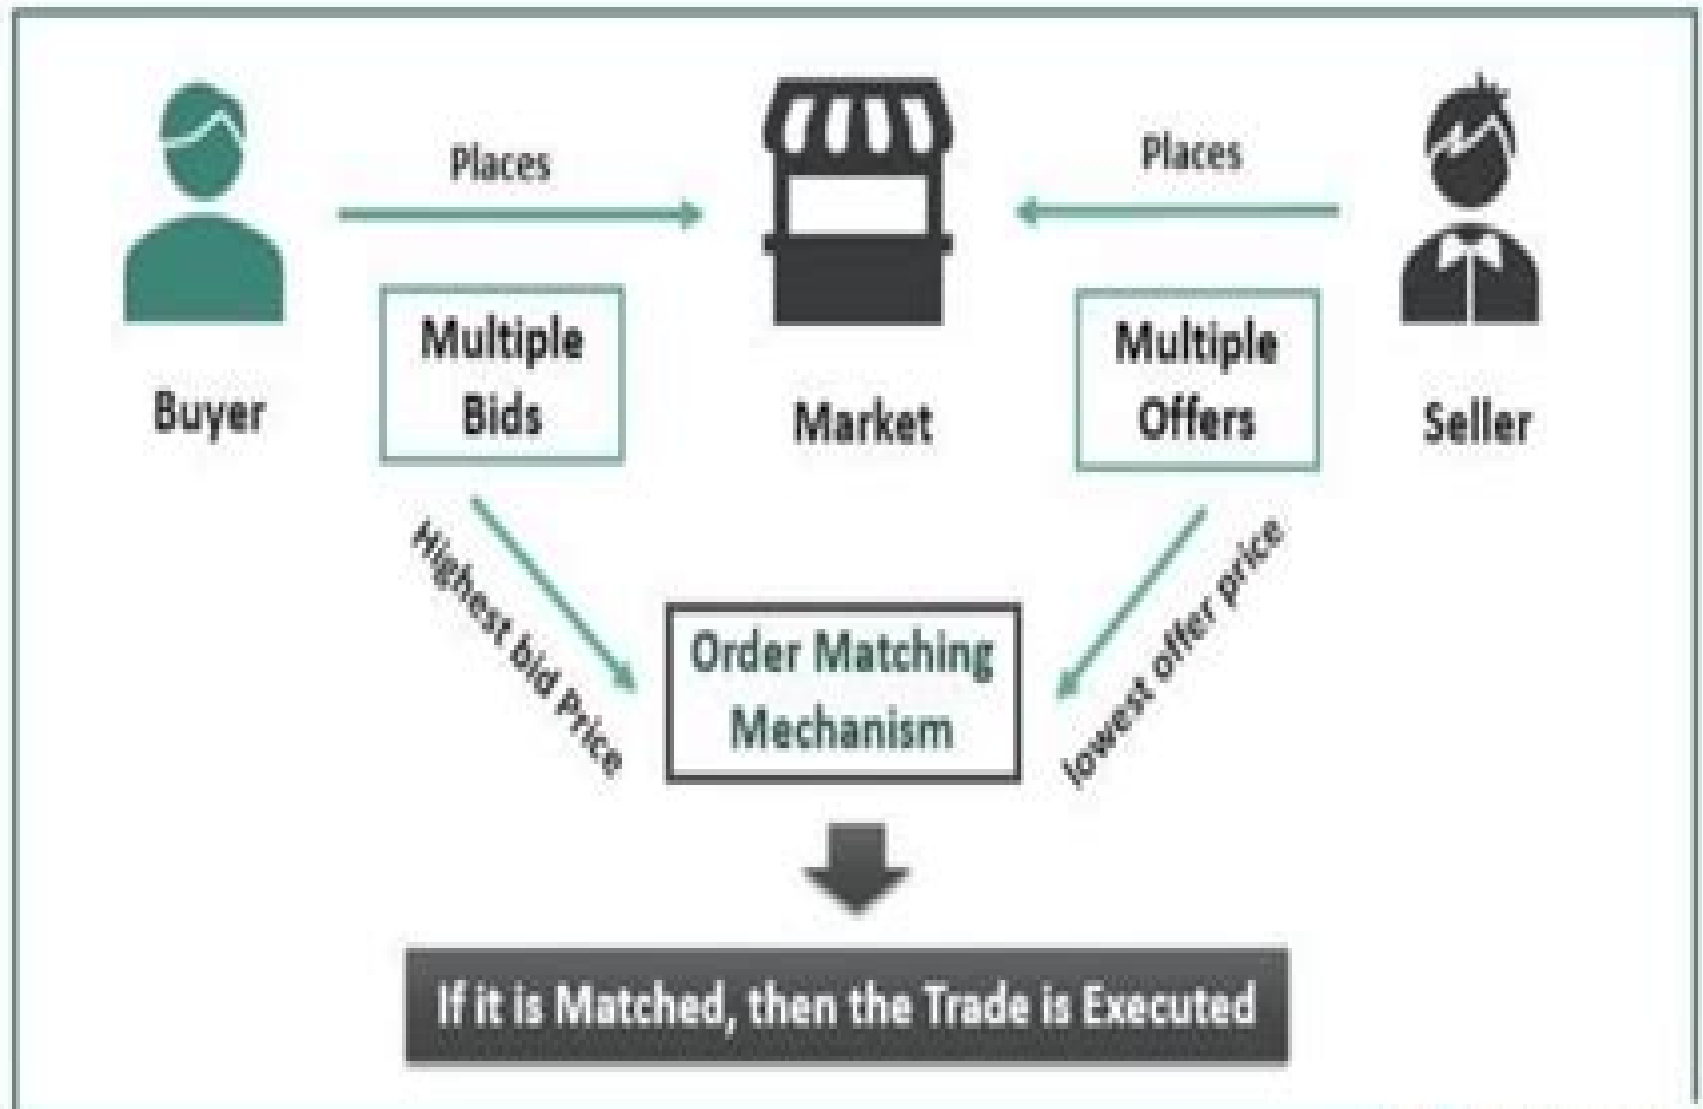 Places
Places
Multiple
Bids
Multiple
Offers
Buyer
Market
Seller
Highest bid Price
lowest offer price
Order Matching
Mechanism
If it is Matched, then the Trade is Executed